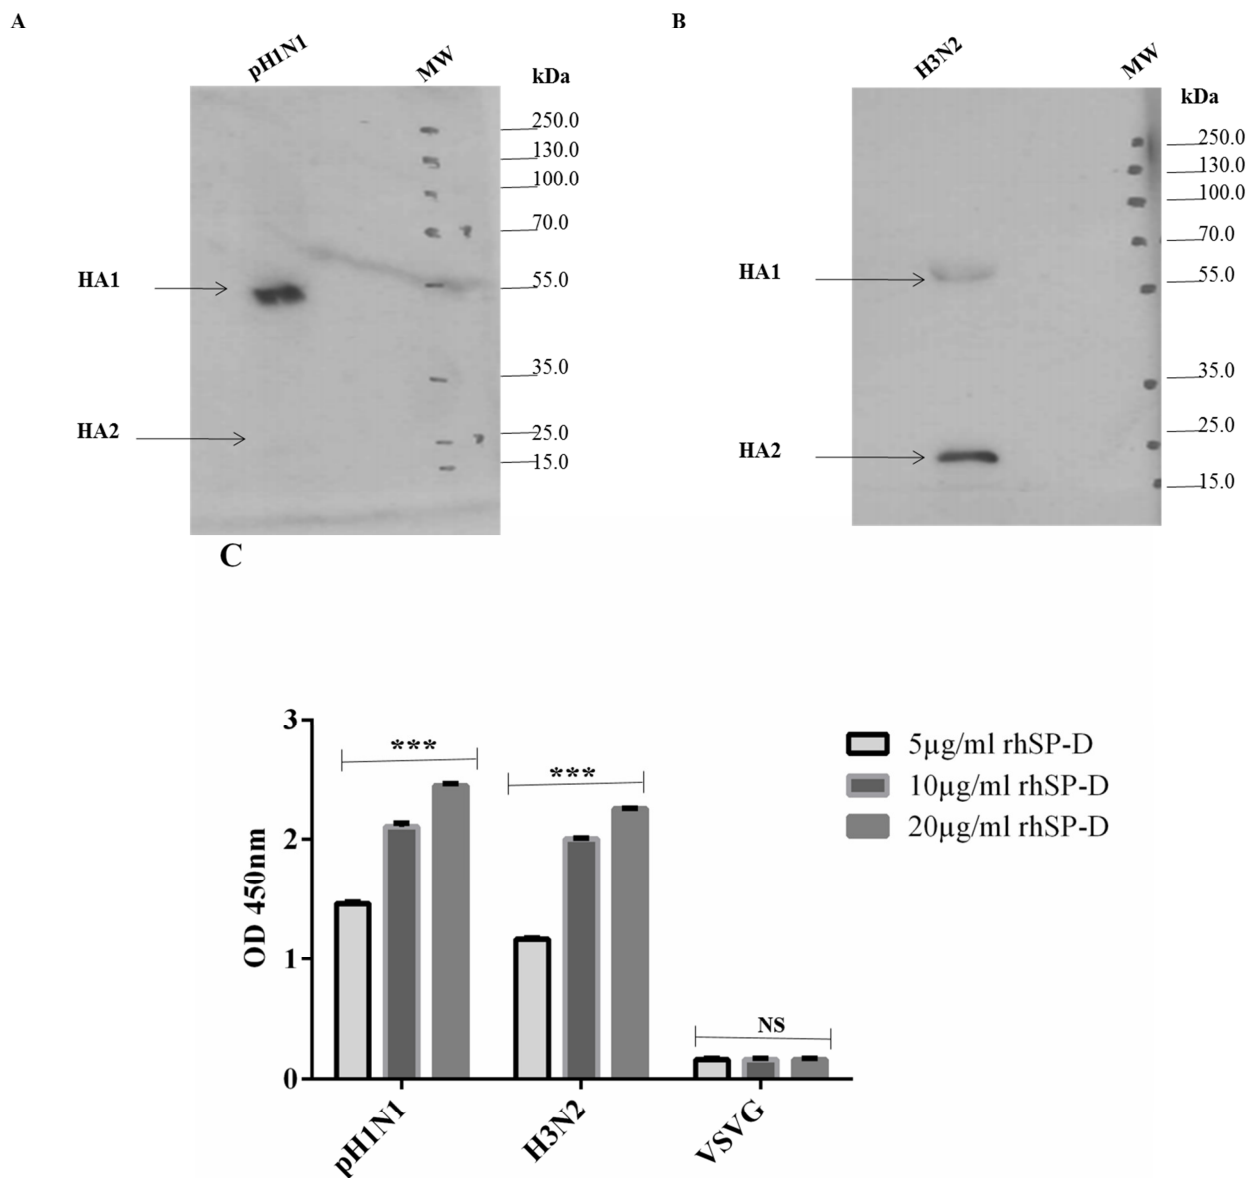 A
B
pH1N1
MW
kDa
250.0
130.0
100.0
70.0
HA1
55.0
35.0
HA2
25.0
15.0
H3N2
MW
kDa
250.0
130.0
100.0
70.0
HA1
55.0
35.0
25.0
HA2
15.0
C
3
2
1
0
OD 450nm
***
***
NS
pH1N1
H3N2
VSVG
5µg/ml rhSP-D
10µg/ml rhSP-D
20µg/ml rhSP-D